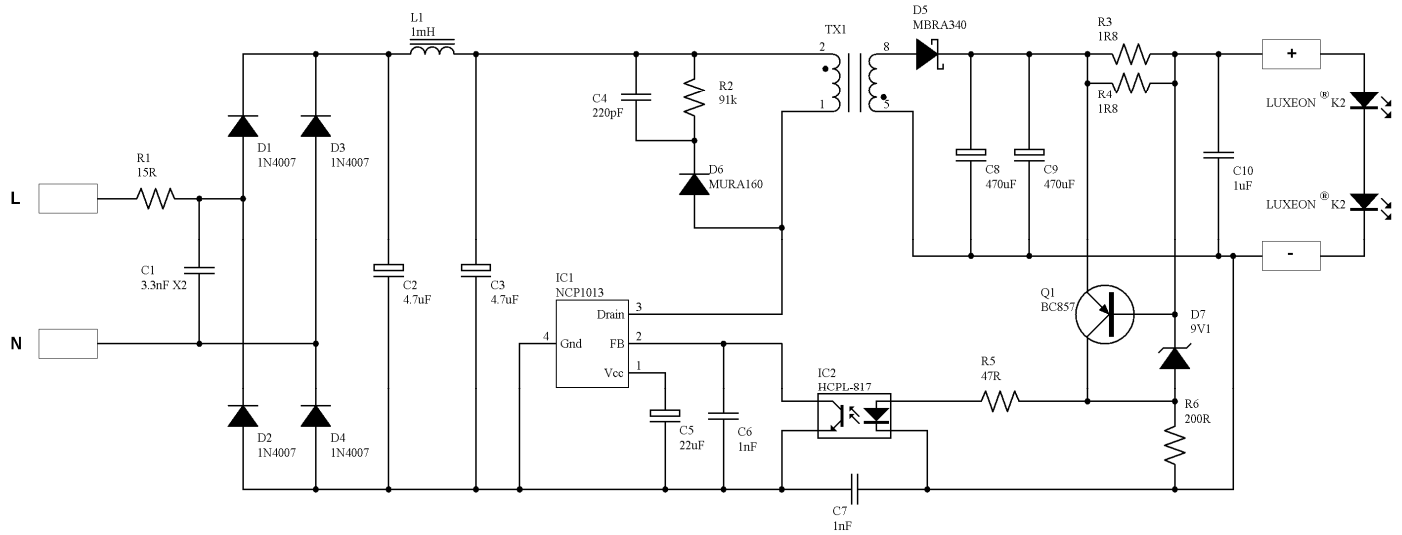 L1
1mH
D5
MBRA340
TX1
2
8
R3
1R8
+
C4
220pF
R2
91k
1
5
R4
1R8
LUXEON ® K2
D1
1N4007
D3
1N4007
R1
15R
D6
MURA160
C8
470uF
C9
470uF
C10
1uF
L
LUXEON ® K2
-
C1
3.3nF X2
C2
4.7uF
C3
4.7uF
IC1
NCP1013
Q1
BC857
Drain
3
D7
9V1
N
4
Gnd
FB
2
Vcc
1
IC2
HCPL-817
R5
47R
R6
200R
D2
1N4007
D4
1N4007
C5
22uF
C6
1nF
C7
1nF